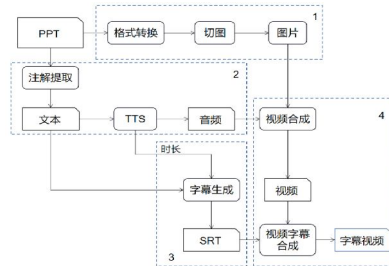 1
PPT
格式转换
切图
图片
注解提取
2
文本
TTS
音频
视频合成
4
时长
字幕生成
视频
3
SRT
视频字幕
合成
字幕视频